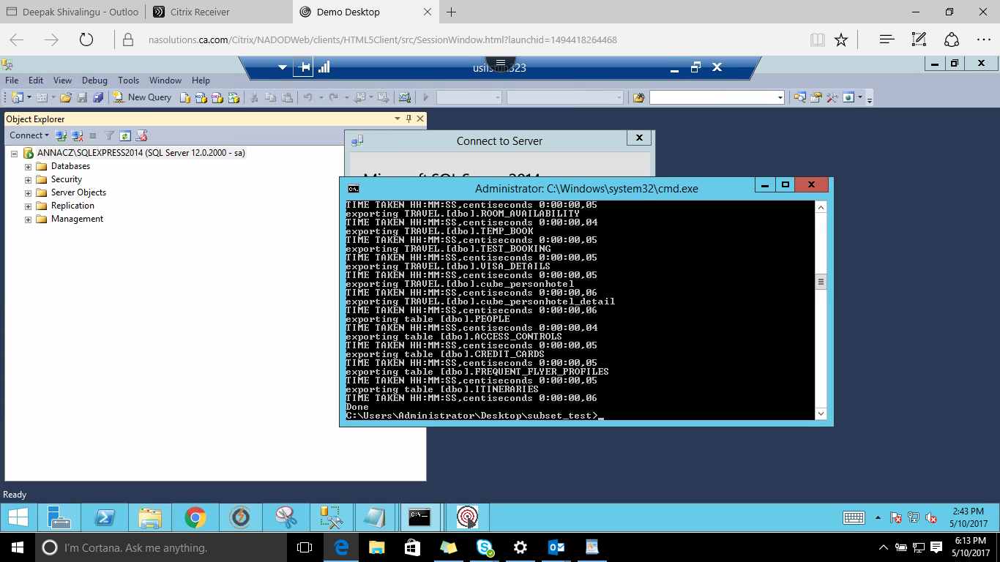 Deepak Shivalingu - Outloo
Citrix Receiver
Demo Desktop
nasolutions.ca.com/Citrix/NADODWeb/clients/HTML5Client/src/SessionWindow.html?launchid=1494418264468
File Edit View Debug Tools Window Help
New Query
Object Explorer
Connect
ANNACZ\SQLEXPRESS2014 (SQL Server 12.0.2000 - sa)
Databases
Security
Server Objects
Replication
Management
Connect to Server
Administrator: C:\Windows\system32\cmd.exe
TIME TAKEN HH:MM:SS,centiseconds 0:00:00,05
exporting TRAVEL.[dbo].ROOM_AVAILABILITY
TIME TAKEN HH:MM:SS,centiseconds 0:00:00,04
exporting TRAVEL.[dbo].TEMP_BOOK
TIME TAKEN HH:MM:SS,centiseconds 0:00:00,05
exporting TRAVEL.[dbo].TEST_BOOKING
TIME TAKEN HH:MM:SS,centiseconds 0:00:00,05
exporting TRAVEL.[dbo].VISA_DETAILS
TIME TAKEN HH:MM:SS,centiseconds 0:00:00,05
exporting TRAVEL.[dbo].cube_personhotel
TIME TAKEN HH:MM:SS,centiseconds 0:00:00,06
exporting TRAVEL.[dbo].cube_personhotel_detail
TIME TAKEN HH:MM:SS,centiseconds 0:00:00,06
exporting table [dbo].PEOPLE
TIME TAKEN HH:MM:SS,centiseconds 0:00:00,04
exporting table [dbo].ACCESS_CONTROLS
TIME TAKEN HH:MM:SS,centiseconds 0:00:00,05
exporting table [dbo].CREDIT_CARDS
TIME TAKEN HH:MM:SS,centiseconds 0:00:00,05
exporting table [dbo].FREQUENT_FLYER_PROFILES
TIME TAKEN HH:MM:SS,centiseconds 0:00:00,05
exporting table [dbo].ITINERARIES
TIME TAKEN HH:MM:SS,centiseconds 0:00:00,06
Done
C:\Users\Administrator\Desktop\subset_test>_
Ready
2:43 PM
5/10/2017
I'm Cortana. Ask me anything.
6:13 PM
5/10/2017